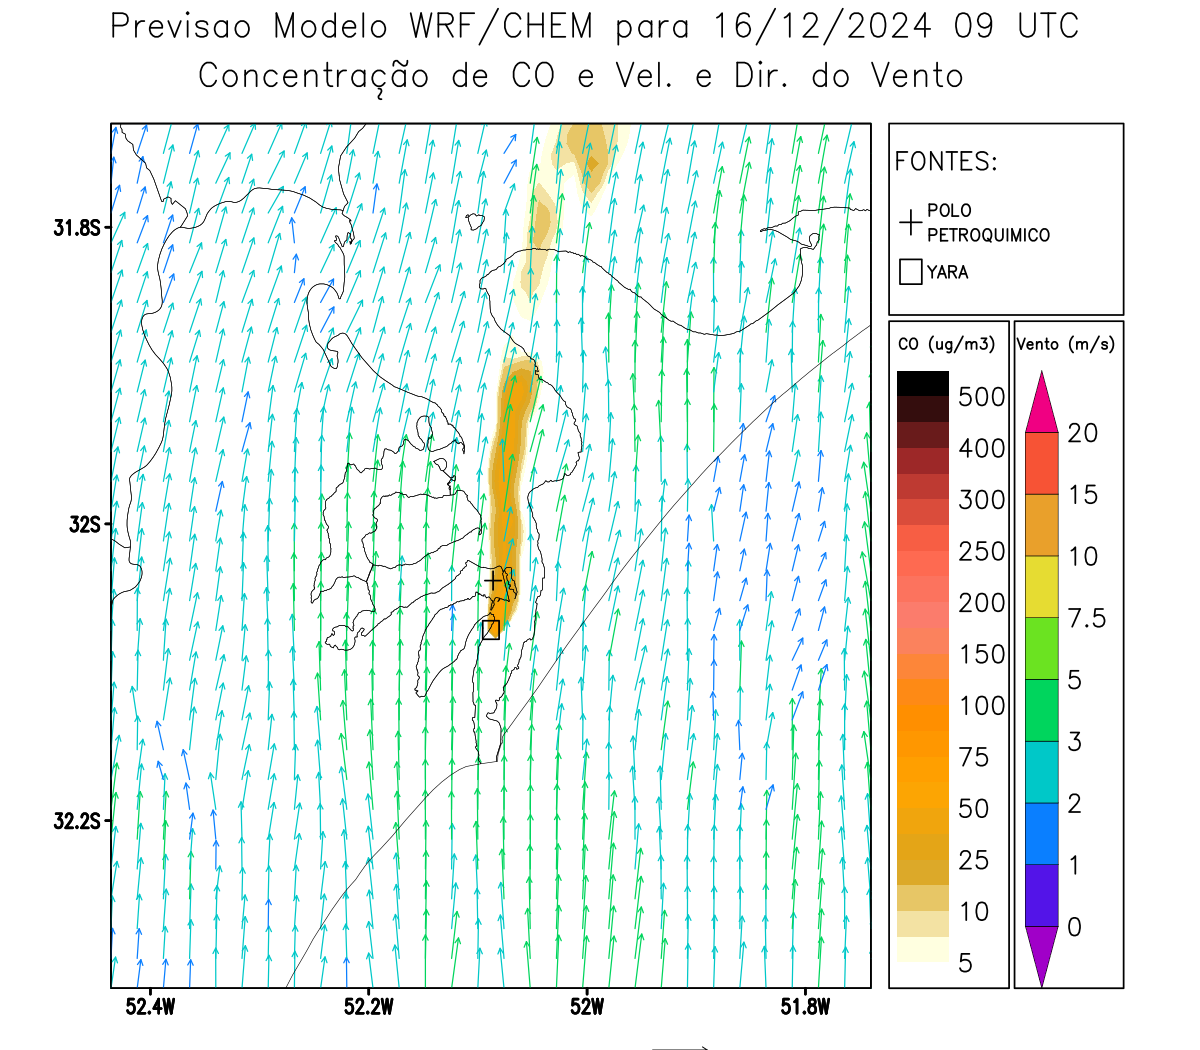 Previsao Modelo WRF/CHEM para 16/12/2024 09 UTC
Concentração de CO e Vel. e Dir. do Vento
FONTES:
POLO
PETROQUIMICO
YARA
CO (ug/m3)
500
400
300
250
200
150
100
75
50
25
10
5
Vento (m/s)
20
15
10
7.5
5
3
2
1
0
31.8S
32S
32.2S
52.4W
52.2W
52W
51.8W